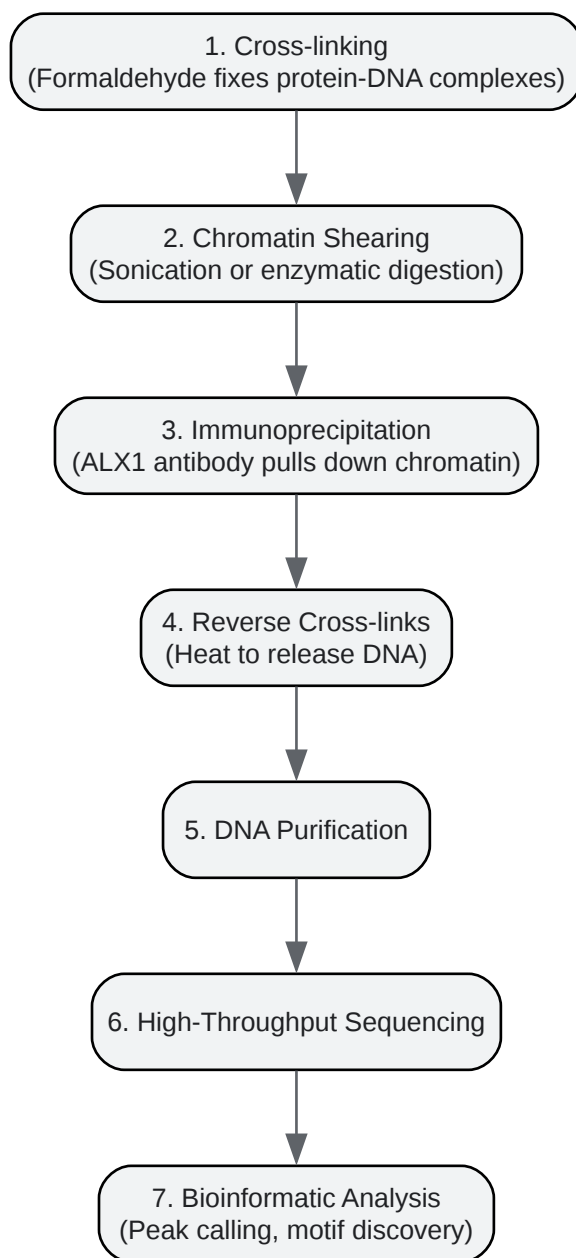 1. Cross-linking
(Formaldehyde fixes protein-DNA complexes)
2. Chromatin Shearing
(Sonication or enzymatic digestion)
3. Immunoprecipitation
(ALX1 antibody pulls down chromatin)
4. Reverse Cross-links
(Heat to release DNA)
5. DNA Purification
6. High-Throughput Sequencing
7. Bioinformatic Analysis
(Peak calling, motif discovery)